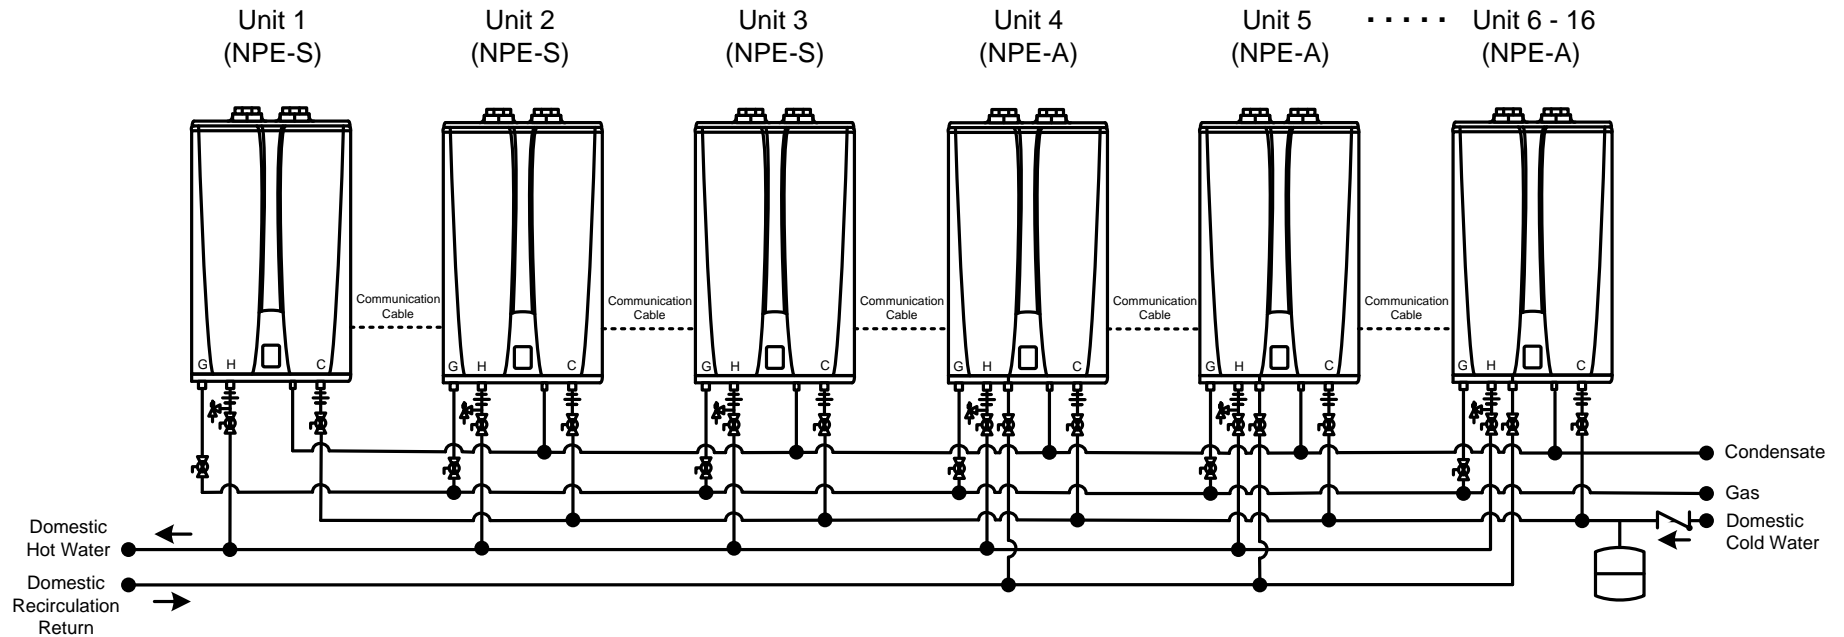 Unit 1
(NPE-S)
Unit 2
(NPE-S)
Unit 3
(NPE-S)
Unit 4
(NPE-A)
Unit 5
(NPE-A)
. . . . .
Unit 6 - 16
(NPE-A)
Communication
Cable
Communication
Cable
Communication
Cable
Communication
Cable
Communication
Cable
G H C
G H C
G H C
G H C
G H C
G H C
Condensate
Gas
Domestic
Cold Water
Domestic
Hot Water
Domestic
Recirculation
Return